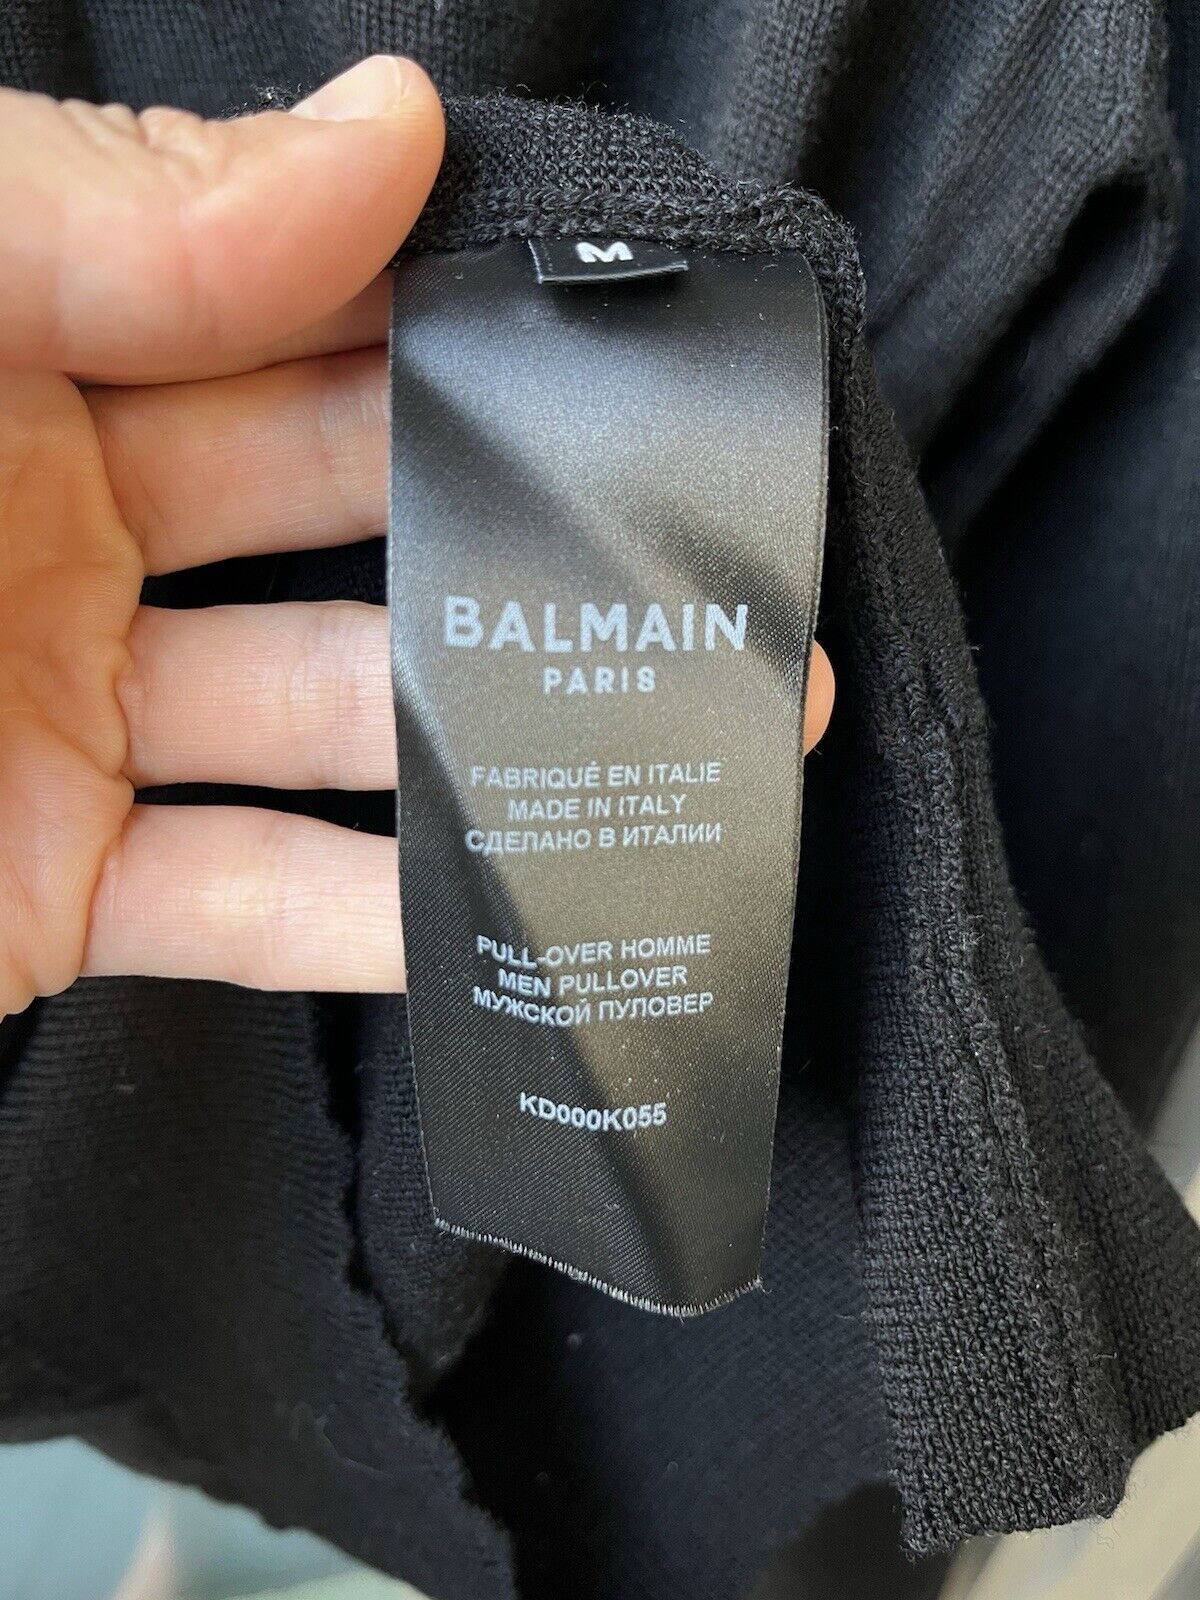 M
BALMAIN
PARIS
FABRIQUÉ EN ITALIE
MADE IN ITALY
СДЕЛАНО В ИТАЛИИ
PULL-OVER HOMME
MEN PULLOVER
МУЖСКОЙ ПУЛОВЕР
KD000K055